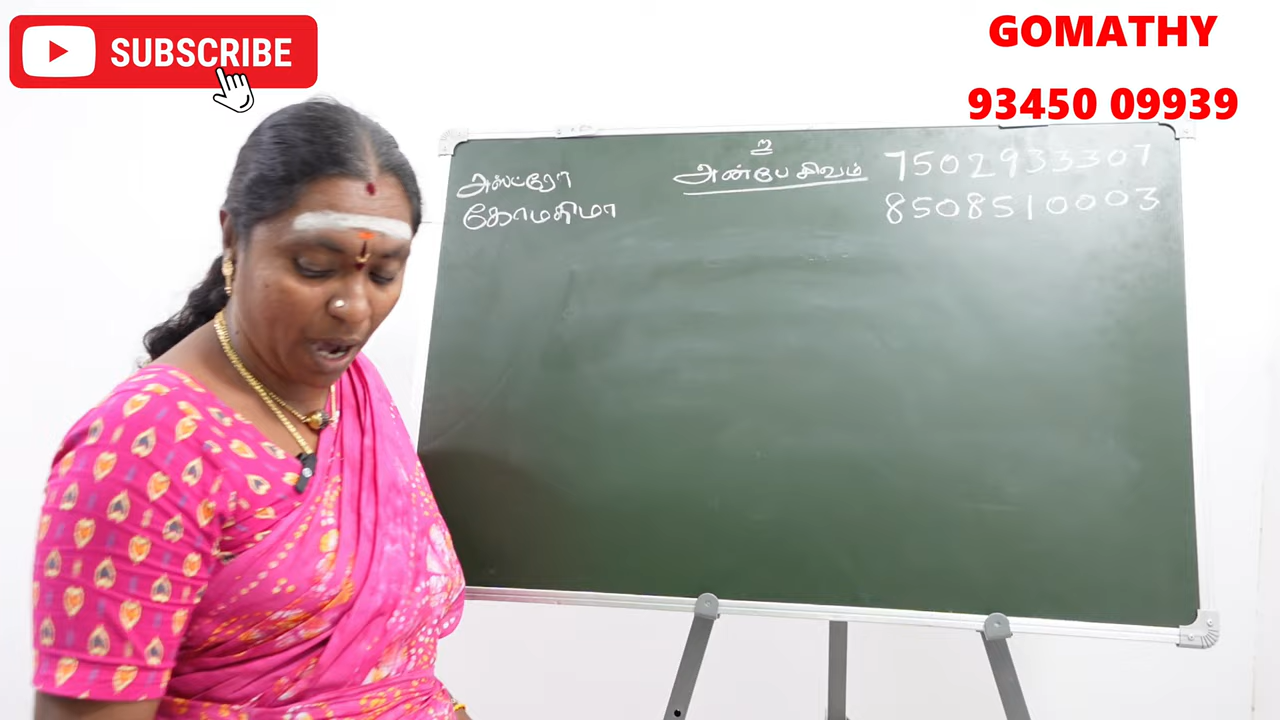 SUBSCRIBE
GOMATHY
93450 09939
உ
அஸ்ட்ரோ
கோமதிமா
அன்பே சிவம்
7502933307
8508510003